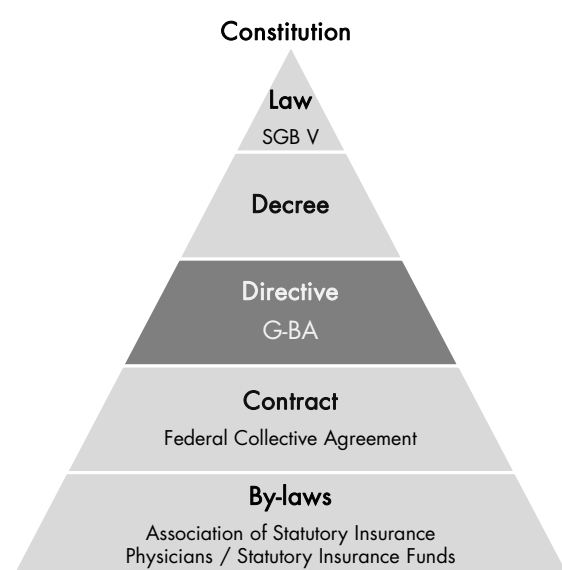 Constitution
Law
SGB V
Decree
Directive
G-BA
Contract
Federal Collective Agreement
By-laws
Association of Statutory Insurance
Physicians / Statutory Insurance Funds